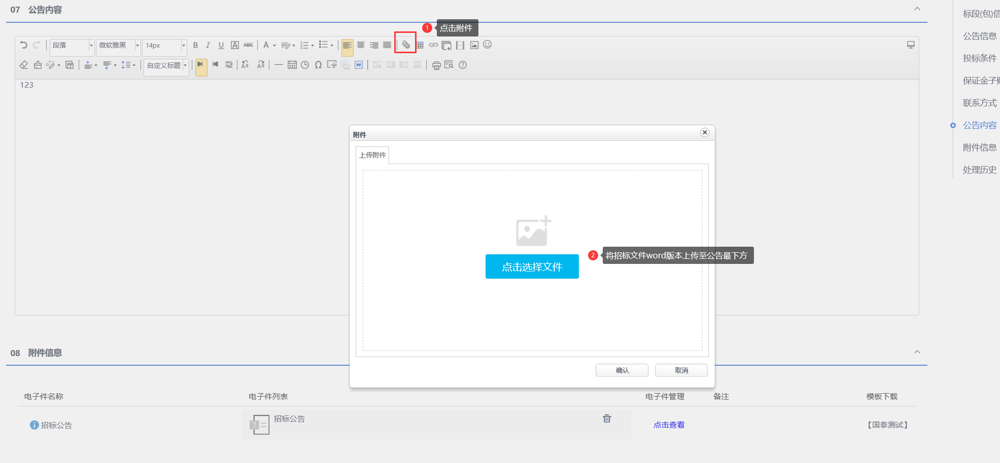 07 公告内容
1 点击附件
段落 微软雅黑 14px B I U A ABC A
自定义标题
123
附件
上传附件
点击选择文件
2 将招标文件word版本上传至公告最下方
确认 取消
08 附件信息
电子件名称 电子件列表 电子件管理 备注 模板下载
招标公告 招标公告 点击查看 【国泰测试】
标段(包)信
公告信息
投标条件
保证金子账
联系方式
公告内容
附件信息
处理历史